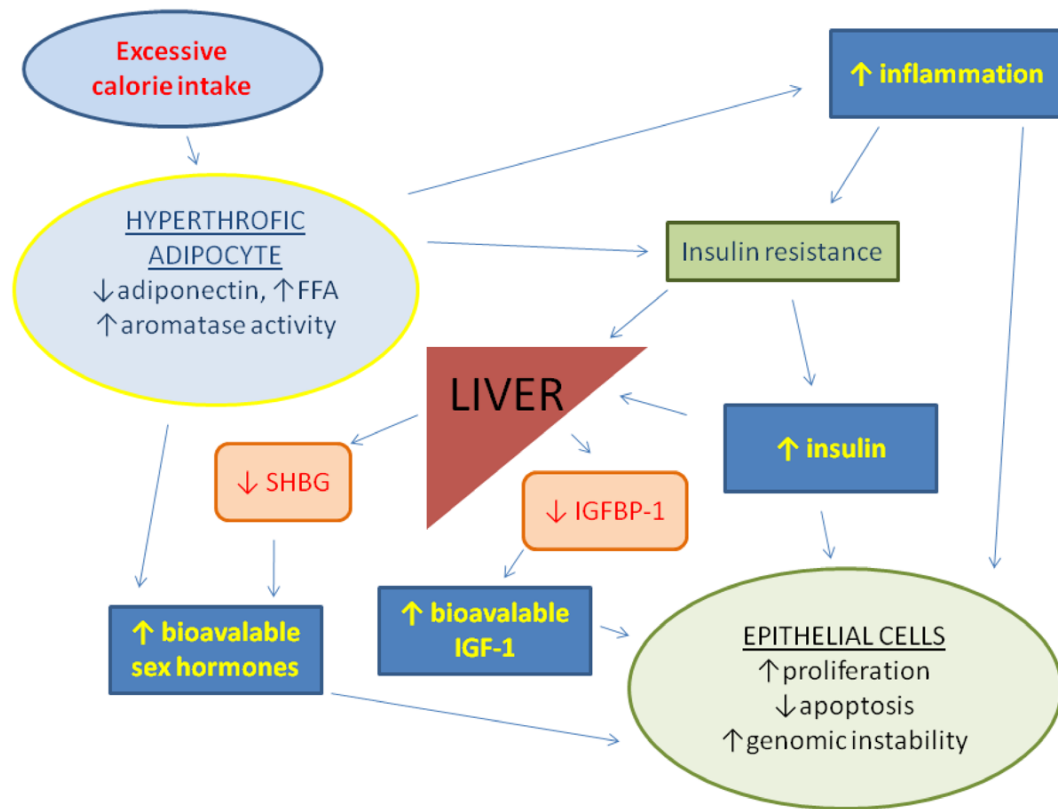 Excessive
calorie intake
↑ inflammation
HYPERTHROFIC
ADIPOCYTE
↓adiponectin, ↑FFA
↑aromatase activity
Insulin resistance
LIVER
↓ SHBG
↑ insulin
↓ IGFBP-1
↑ bioavalable
sex hormones
↑ bioavalable
IGF-1
EPITHELIAL CELLS
↑proliferation
↓apoptosis
↑genomic instability